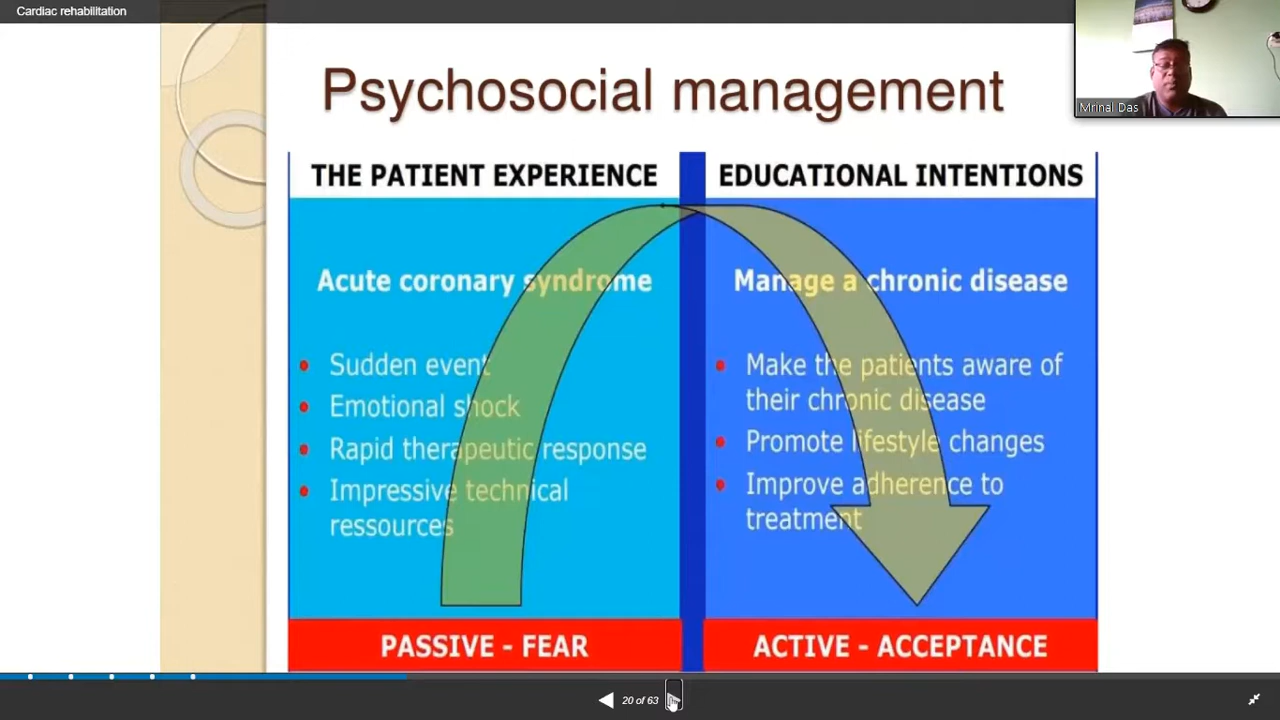 Cardiac rehabilitation
Mrinal Das
Psychosocial management
THE PATIENT EXPERIENCE
Acute coronary syndrome
Sudden event
Emotional shock
Rapid therapeutic response
Impressive technical
ressources
PASSIVE - FEAR
EDUCATIONAL INTENTIONS
Manage a chronic disease
Make the patients aware of
their chronic disease
Promote lifestyle changes
Improve adherence to
treatment
ACTIVE - ACCEPTANCE
20 of 63